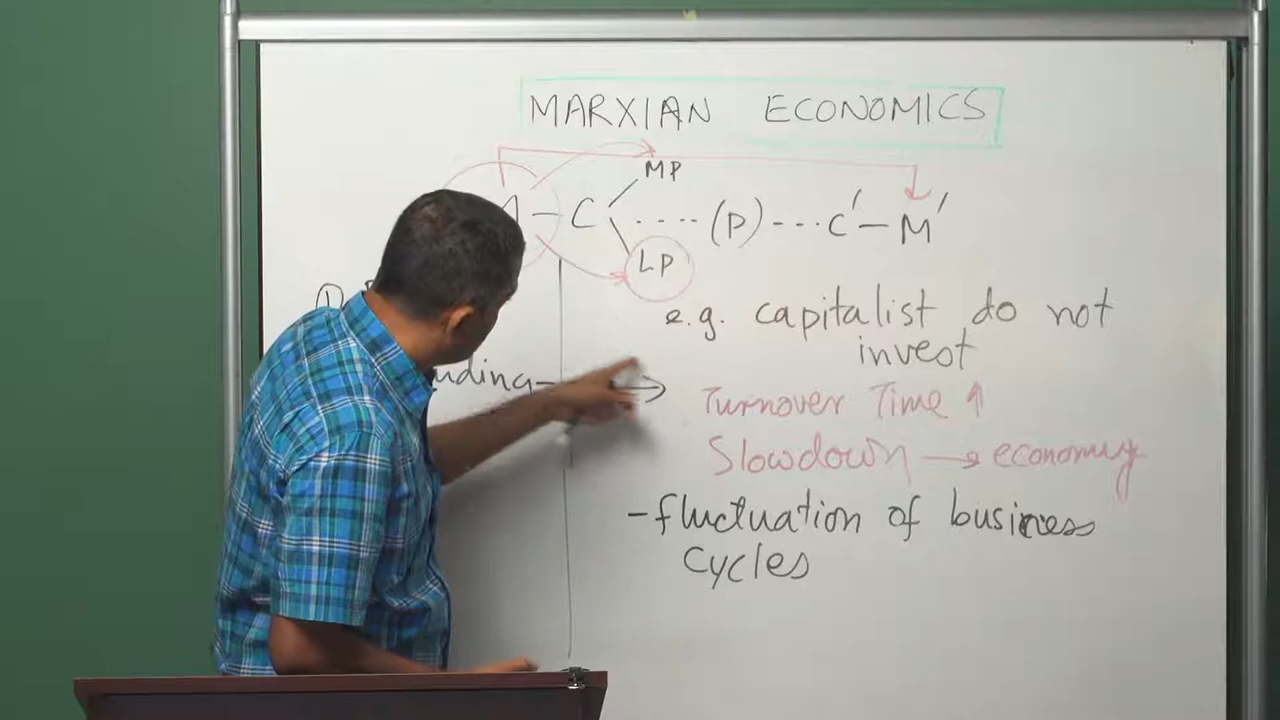 MARXIAN ECONOMICS
MP
– C ····· (P) --- C' – M'
LP
e.g. capitalist do not
invest
Turnover Time ↑
Slowdown → economy
– fluctuation of business
cycles